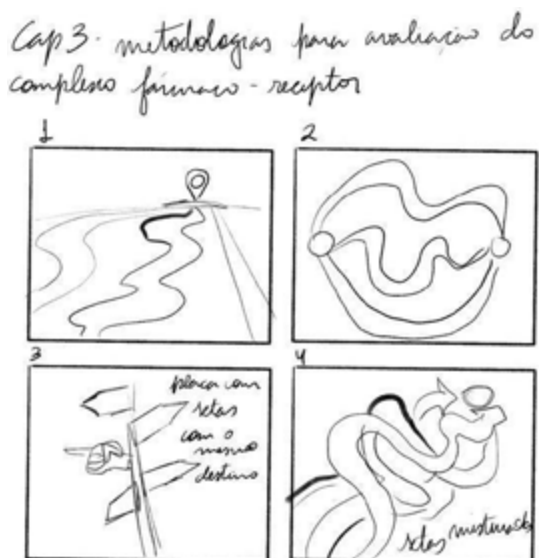 Cap 3 - metodologias para avaliação do
complexo fármaco - receptor
1
2
3
4
placa com
setas
com o
mesmo
destino
setas misturadas